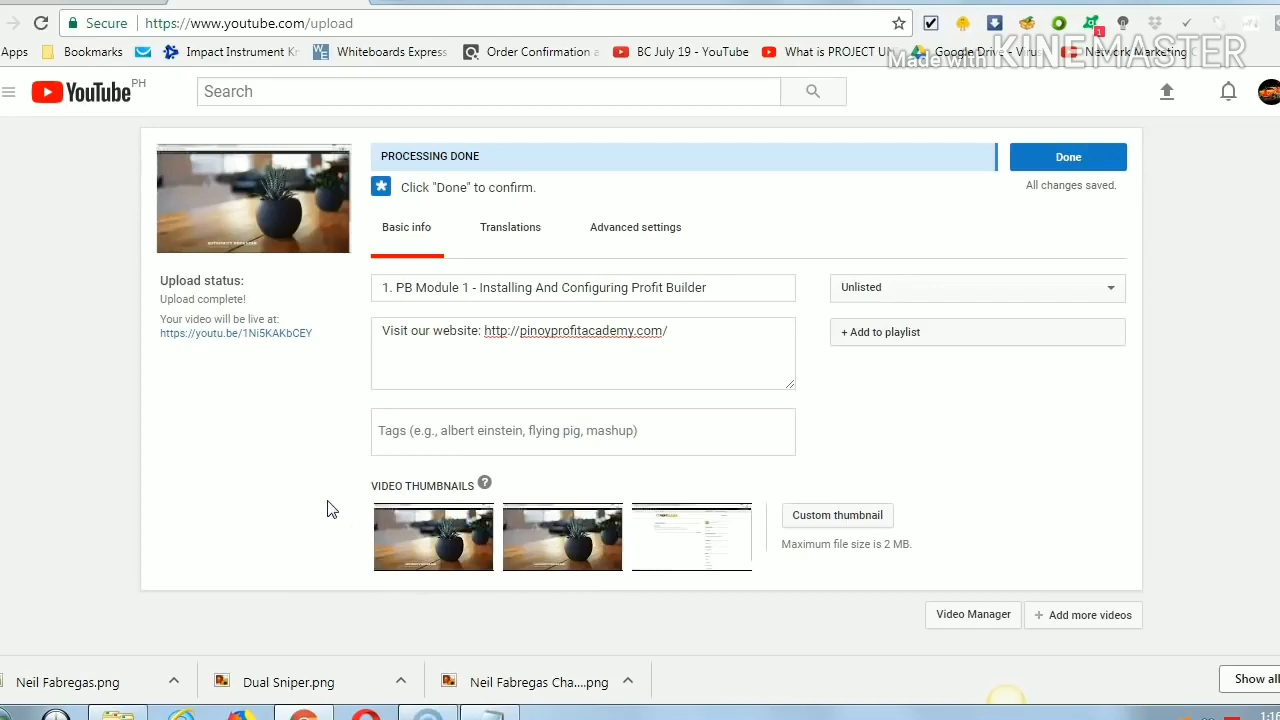 Secure https://www.youtube.com/upload
Apps Bookmarks Impact Instrument Whiteboards Express Order Confirmation BC July 19 - YouTube What is PROJECT Google Drive Network Marketing
Made with KINEMASTER
YouTube PH Search
PROCESSING DONE Done
Click "Done" to confirm. All changes saved.
Basic info Translations Advanced settings
Upload status:
Upload complete!
Your video will be live at:
https://youtu.be/1Ni5KAKbCEY
1. PB Module 1 - Installing And Configuring Profit Builder Unlisted
Visit our website: http://pinoyprofitacademy.com/ + Add to playlist
Tags (e.g., albert einstein, flying pig, mashup)
VIDEO THUMBNAILS ?
Custom thumbnail
Maximum file size is 2 MB.
Video Manager + Add more videos
Neil Fabregas.png Dual Sniper.png Neil Fabregas Cha....png Show all